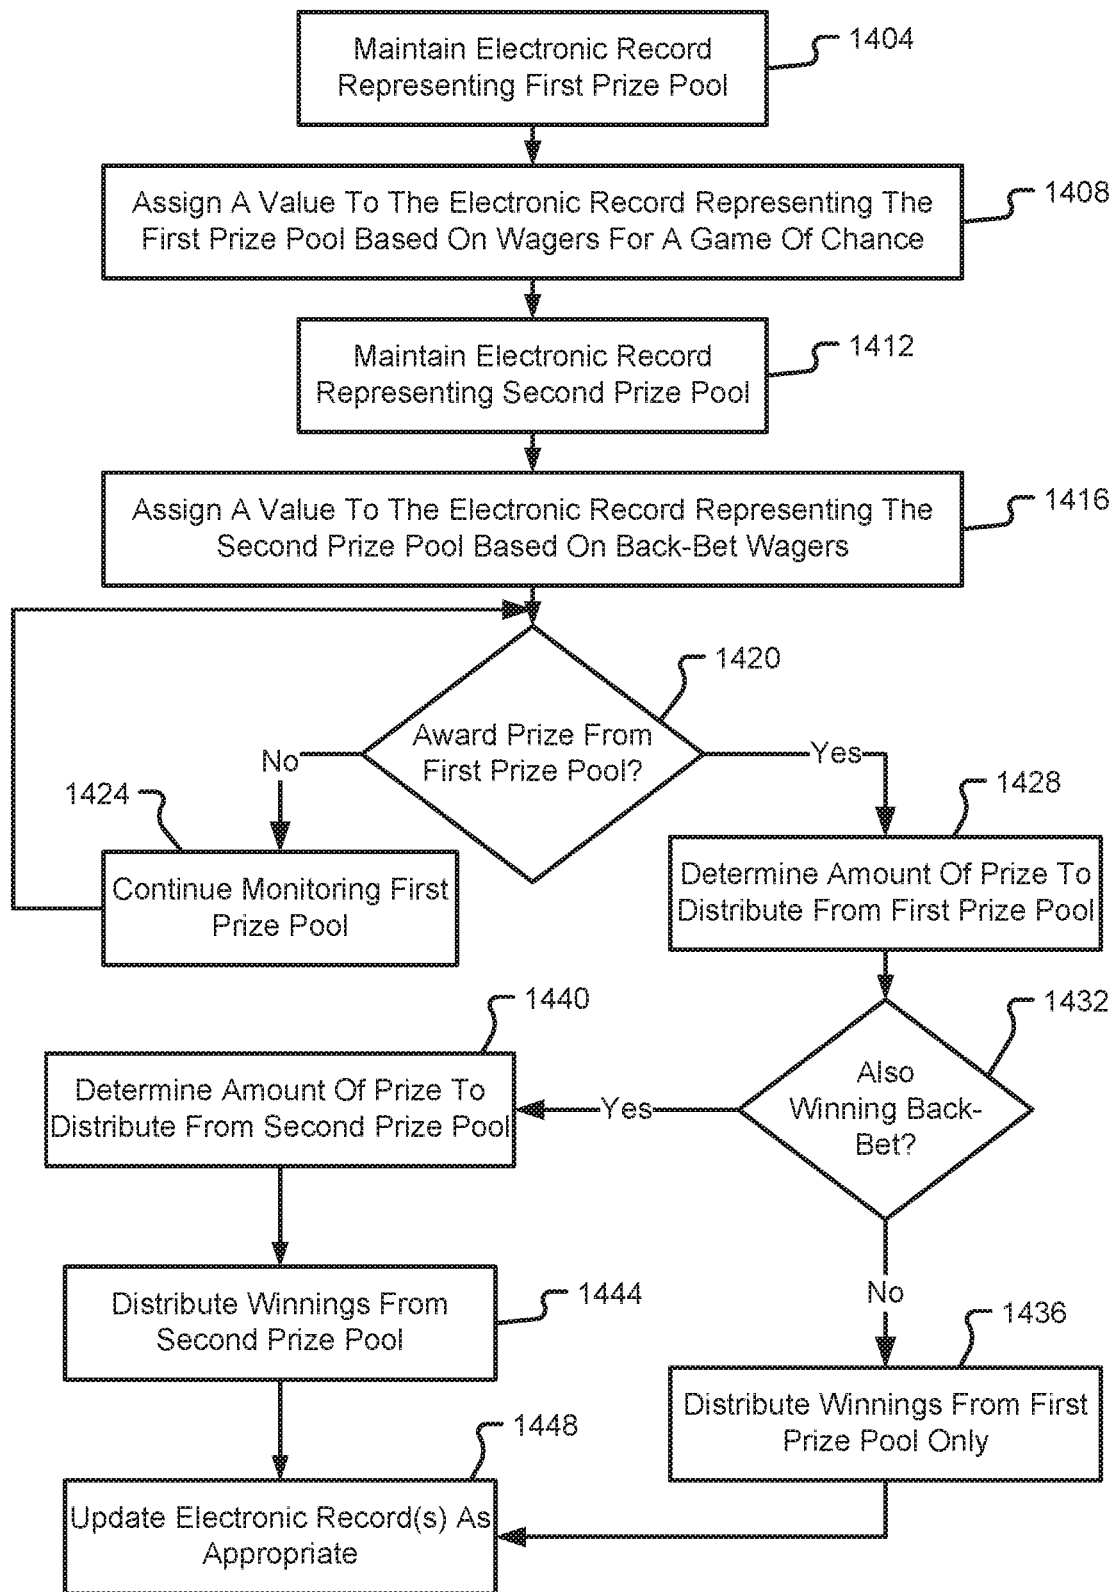 Maintain Electronic Record
Representing First Prize Pool
1404
Assign A Value To The Electronic Record Representing The
First Prize Pool Based On Wagers For A Game Of Chance
1408
Maintain Electronic Record
Representing Second Prize Pool
1412
Assign A Value To The Electronic Record Representing The
Second Prize Pool Based On Back-Bet Wagers
1416
Award Prize From
First Prize Pool?
1420
No
Yes
1424
Continue Monitoring First
Prize Pool
1428
Determine Amount Of Prize To
Distribute From First Prize Pool
1432
Also
Winning Back-
Bet?
Yes
1440
Determine Amount Of Prize To
Distribute From Second Prize Pool
No
Distribute Winnings From
Second Prize Pool
1444
1436
Distribute Winnings From First
Prize Pool Only
1448
Update Electronic Record(s) As
Appropriate